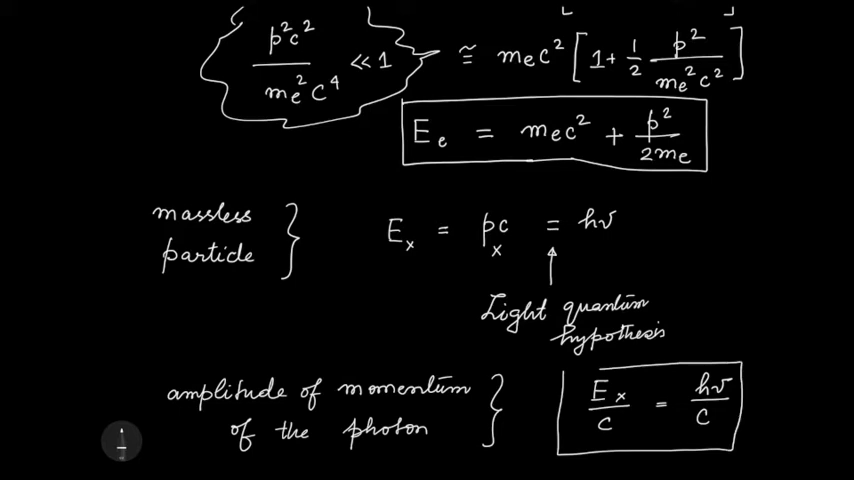 p²c² / mₑ²c⁴ << 1 ≅ mₑc² [ 1 + 1/2 p² / mₑ²c² ]
Eₑ = mₑc² + p² / 2mₑ
massless particle } Eₓ = pₓc = hν
↑
Light quantum
hypothesis
amplitude of momentum
of the photon } Eₓ / c = hν / c